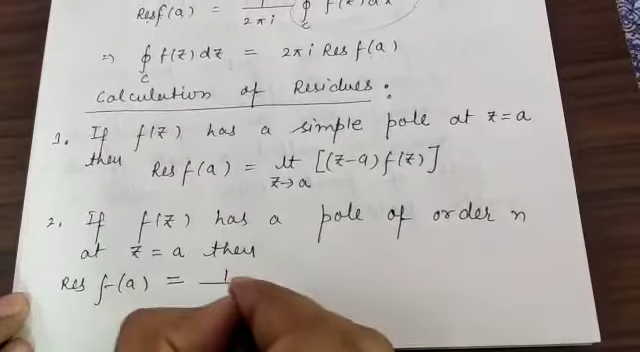 Res f(a) = 1/2πi ∮c f(z)dz
⇒ ∮c f(z) dz = 2πi Res f(a)
Calculation of Residues :
1. If f(z) has a simple pole at z=a
then Res f(a) = lt z→a [(z-a) f(z)]
2. If f(z) has a pole of order n
at z = a then
Res f(a) = 1